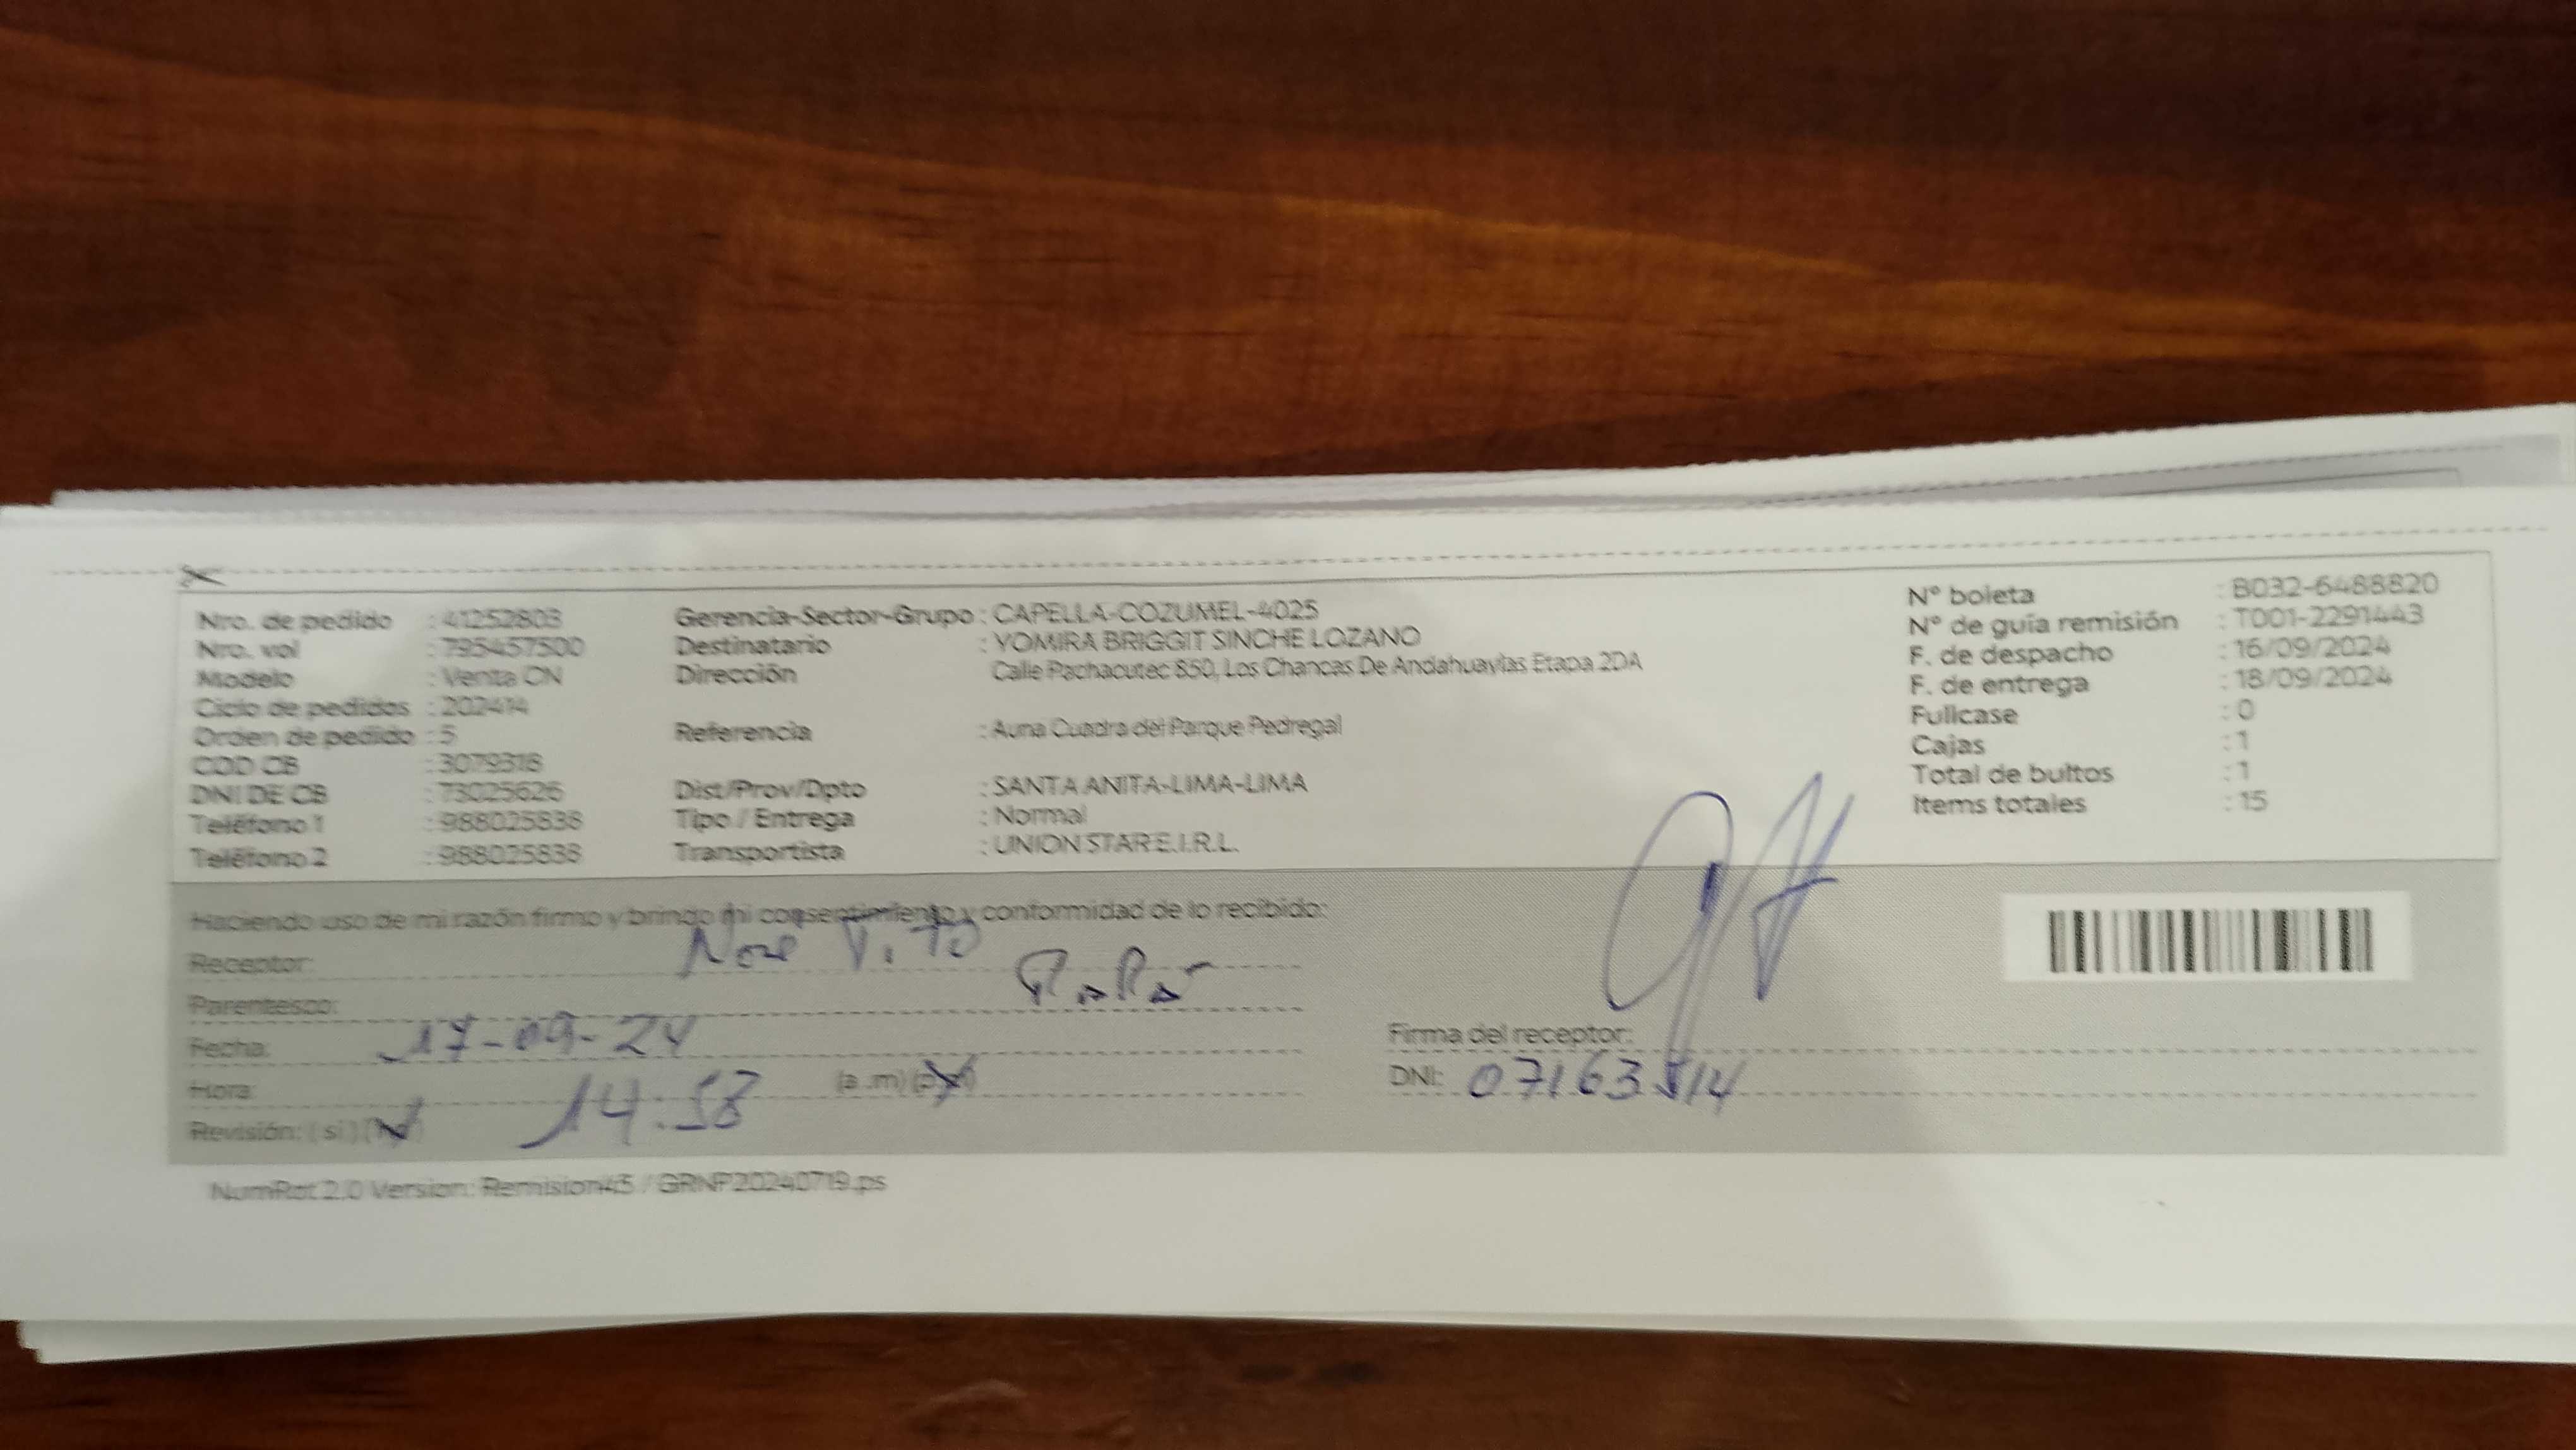 Nro. de pedido : 41252803
Nro. vol : 795457500
Modelo : Venta CN
Ciclo de pedidos : 202414
Orden de pedido : 5
COD CB : 3079318
DNI DE CB : 73025626
Teléfono 1 : 988025838
Teléfono 2 : 988025838
Gerencia-Sector-Grupo : CAPELLA-COZUMEL-4025
Destinatario : YOMIRA BRIGGIT SINCHE LOZANO
Dirección Calle Pachacutec 850, Los Chancas De Andahuaylas Etapa 2DA
Referencia : Auna Cuadra del Parque Pedregal
Dist/Prov/Dpto : SANTA ANITA-LIMA-LIMA
Tipo / Entrega : Normal
Transportista : UNION STAR E.I.R.L.
N° boleta : B032-6488820
N° de guía remisión : T001-2291443
F. de despacho : 16/09/2024
F. de entrega : 18/09/2024
Fullcase : 0
Cajas : 1
Total de bultos : 1
Items totales : 15
Haciendo uso de mi razón firmo y brindo mi consentimiento y conformidad de lo recibido:
Receptor:
Parentesco:
Fecha: 17-09-24
Hora: 14:58 (a.m)
Revisión: (si)
Firma del receptor:
DNI: 07163514
NumRot 2.0 Version: Remision45 / GRNP20240719.ps